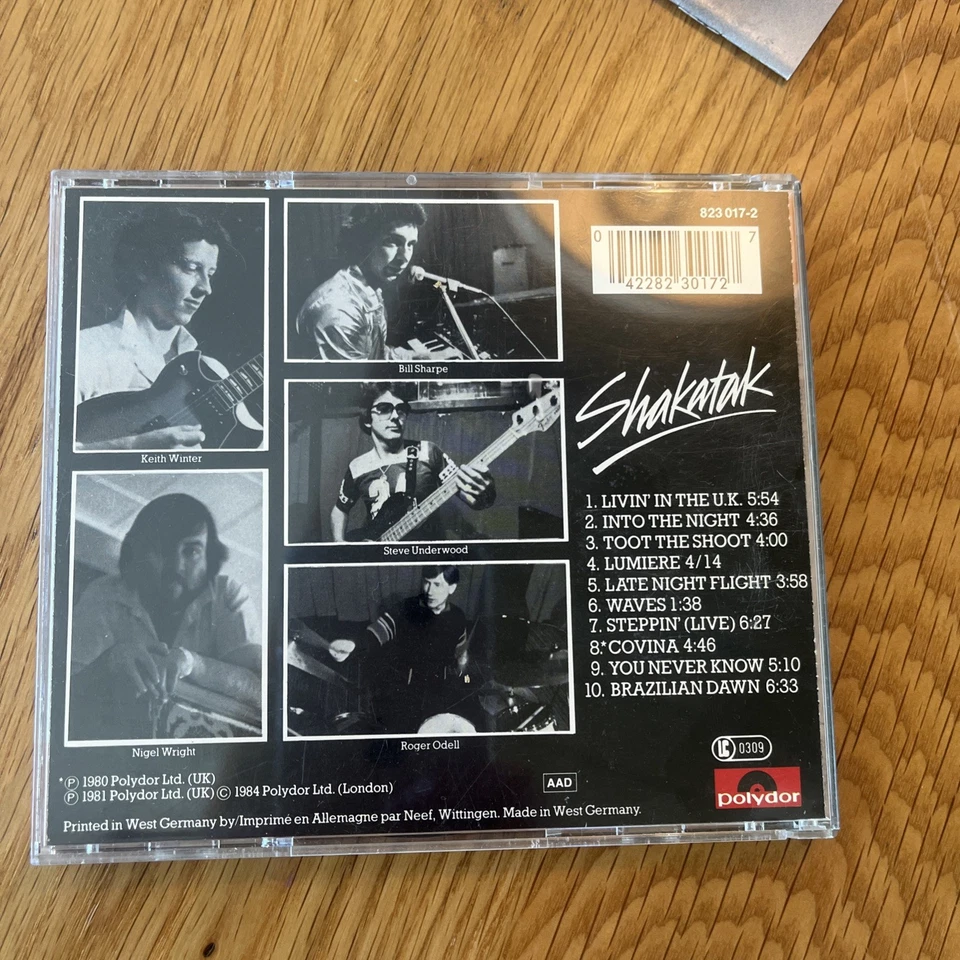 Keith Winter
Bill Sharpe
Steve Underwood
Nigel Wright
Roger Odell
823 017-2
0 42282 30172 7
Shakatak
1. LIVIN' IN THE U.K. 5:54
2. INTO THE NIGHT 4:36
3. TOOT THE SHOOT 4:00
4. LUMIERE 4/14
5. LATE NIGHT FLIGHT 3:58
6. WAVES 1:38
7. STEPPIN' (LIVE) 6:27
8.*COVINA 4:46
9. YOU NEVER KNOW 5:10
10. BRAZILIAN DAWN 6:33
LC 0309
polydor
*Ⓟ 1980 Polydor Ltd. (UK)
Ⓟ 1981 Polydor Ltd. (UK) © 1984 Polydor Ltd. (London)
AAD
Printed in West Germany by/Imprimé en Allemagne par Neef, Wittingen. Made in West Germany.